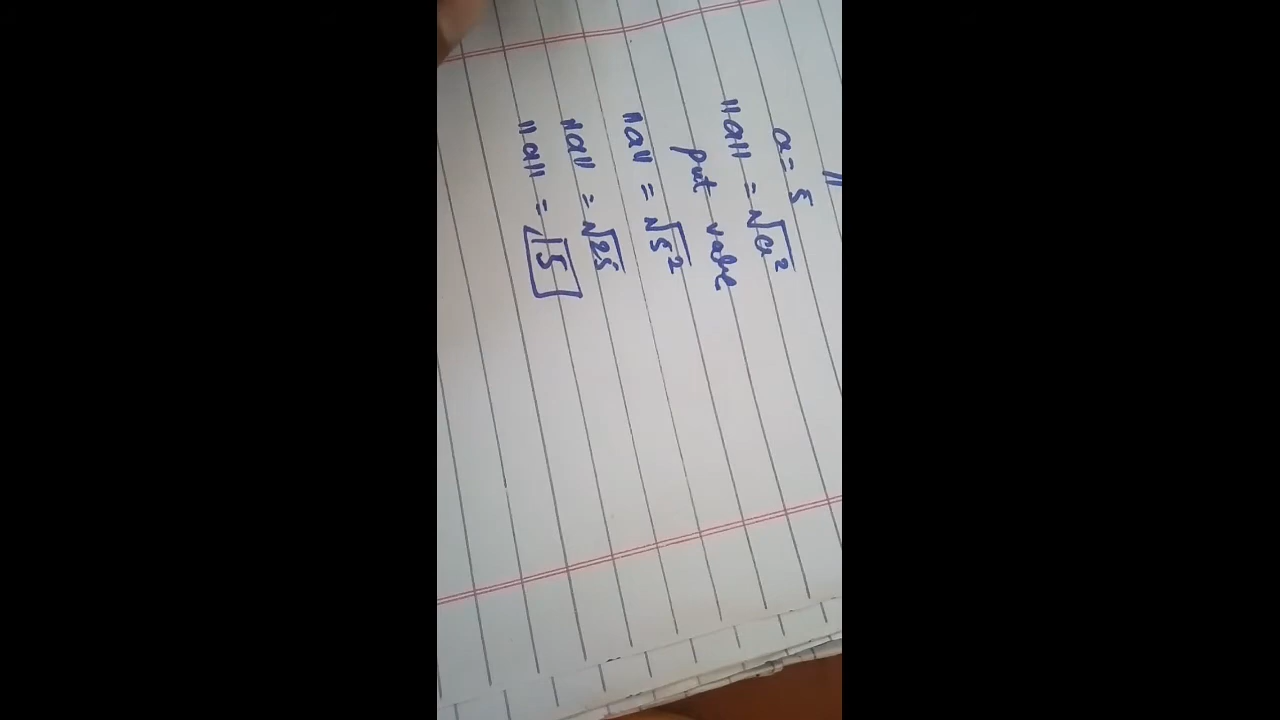 a = 5
||a|| = √a²
put value
||a|| = √5²
||a|| = √25
||a|| = √5